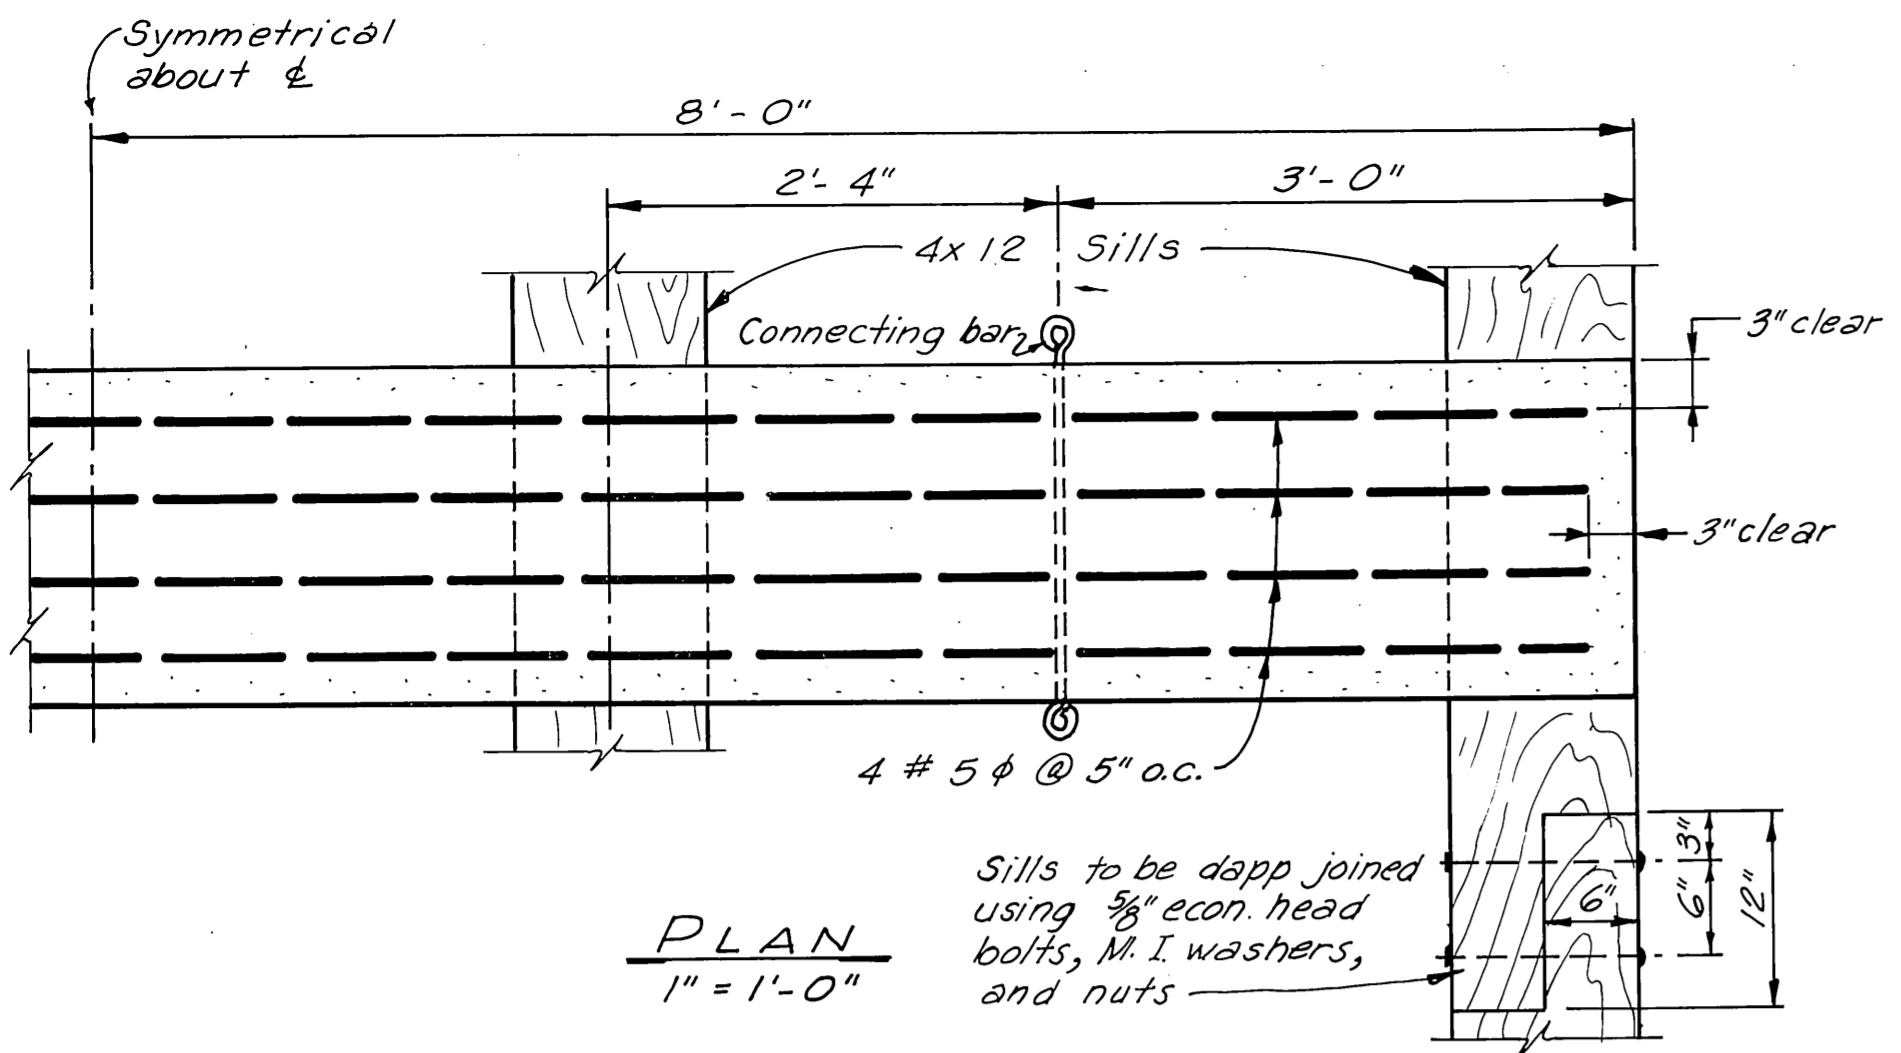 Symmetrical
about ℄
8'-0"
2'-4"
3'-0"
4x12 Sills
Connecting bar
3" clear
3" clear
4 # 5 ϕ @ 5" o.c.
Sills to be dapp joined
using 5/8" econ. head
bolts, M. I. washers,
and nuts
3"
6"
6"
12"
PLAN
1" = 1'-0"